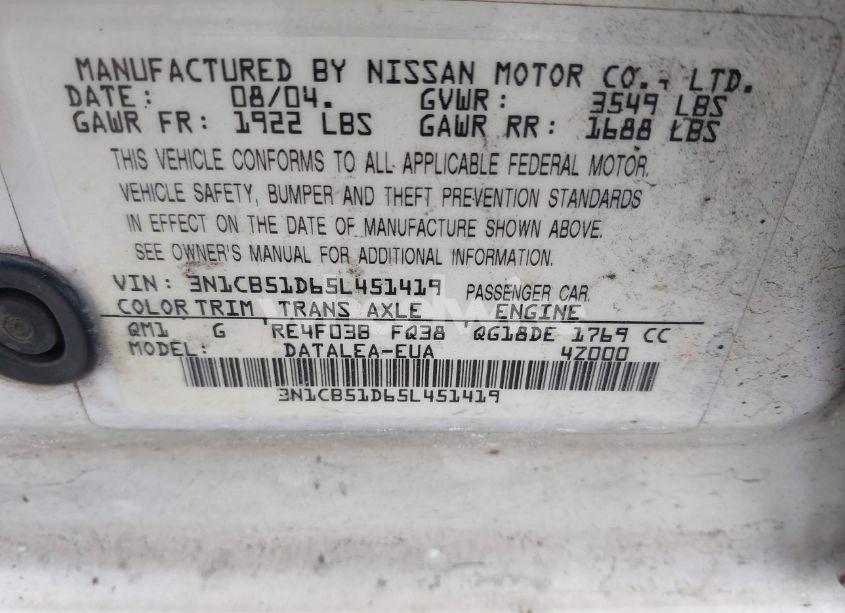 MANUFACTURED BY NISSAN MOTOR CO., LTD.
DATE: 08/04. GVWR: 3549 LBS
GAWR FR: 1922 LBS GAWR RR: 1688 LBS
THIS VEHICLE CONFORMS TO ALL APPLICABLE FEDERAL MOTOR
VEHICLE SAFETY, BUMPER AND THEFT PREVENTION STANDARDS
IN EFFECT ON THE DATE OF MANUFACTURE SHOWN ABOVE.
SEE OWNER'S MANUAL FOR ADDITIONAL INFORMATION.
VIN: 3N1CB51D65L451419 PASSENGER CAR
COLOR TRIM TRANS AXLE ENGINE
QM1 G RE4F03B FQ38 QG18DE 1769 CC
MODEL: DATALEA-EUA 4Z000
3N1CB51D65L451419